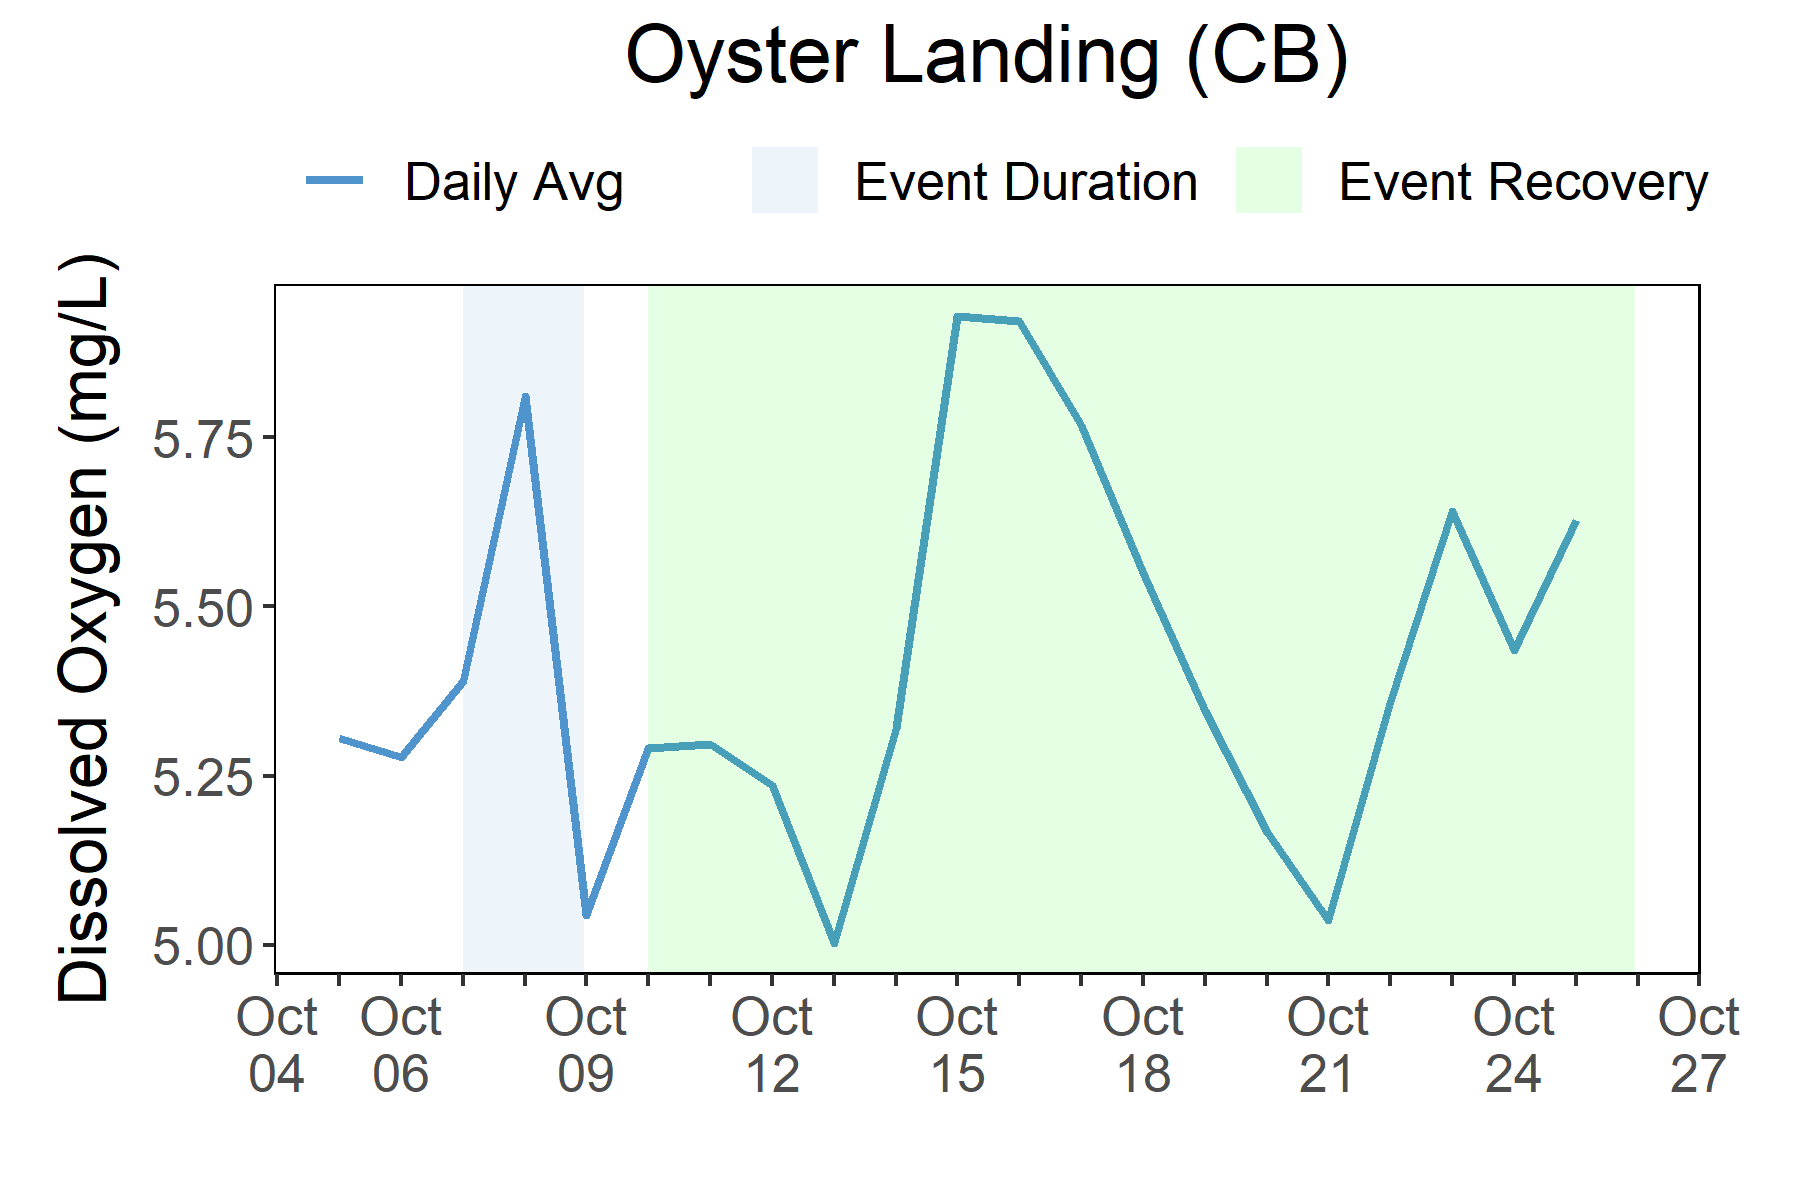 Oyster Landing (CB)
Daily Avg Event Duration Event Recovery
Dissolved Oxygen (mg/L)
5.75
5.50
5.25
5.00
Oct Oct Oct Oct Oct Oct Oct Oct Oct
04 06 09 12 15 18 21 24 27